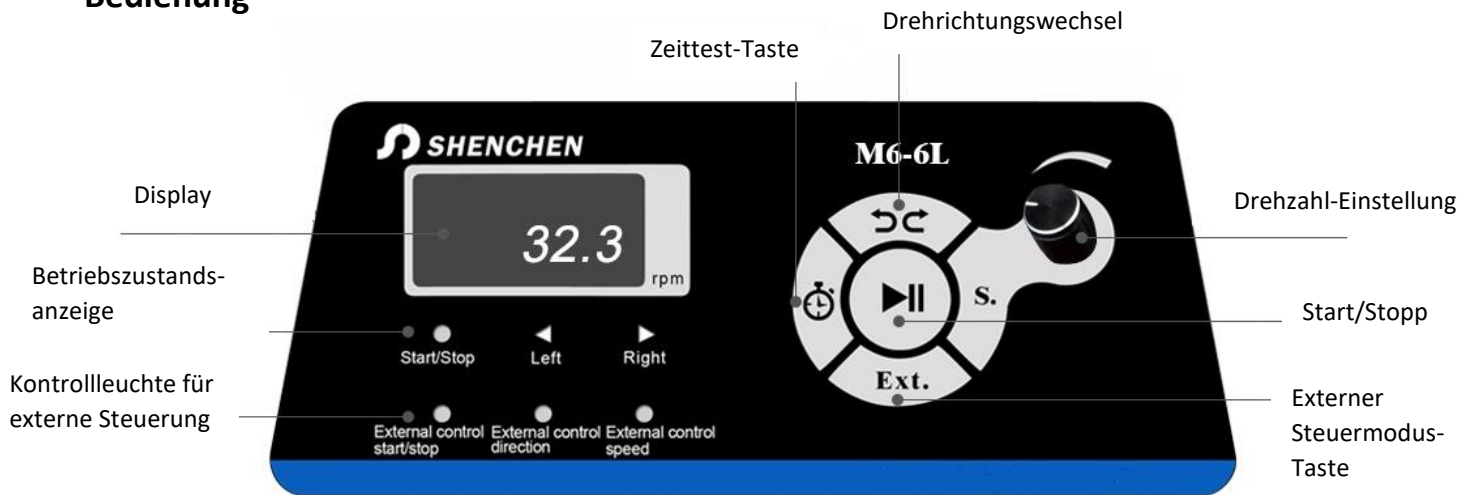 Bedienung
Drehrichtungswechsel
Zeittest-Taste
SHENCHEN
M6-6L
Display
32.3
rpm
Drehzahl-Einstellung
Betriebszustands-
anzeige
S.
Start/Stopp
Start/Stop
Left
Right
Ext.
Kontrollleuchte für
externe Steuerung
External control
start/stop
External control
direction
External control
speed
Externer
Steuermodus-
Taste